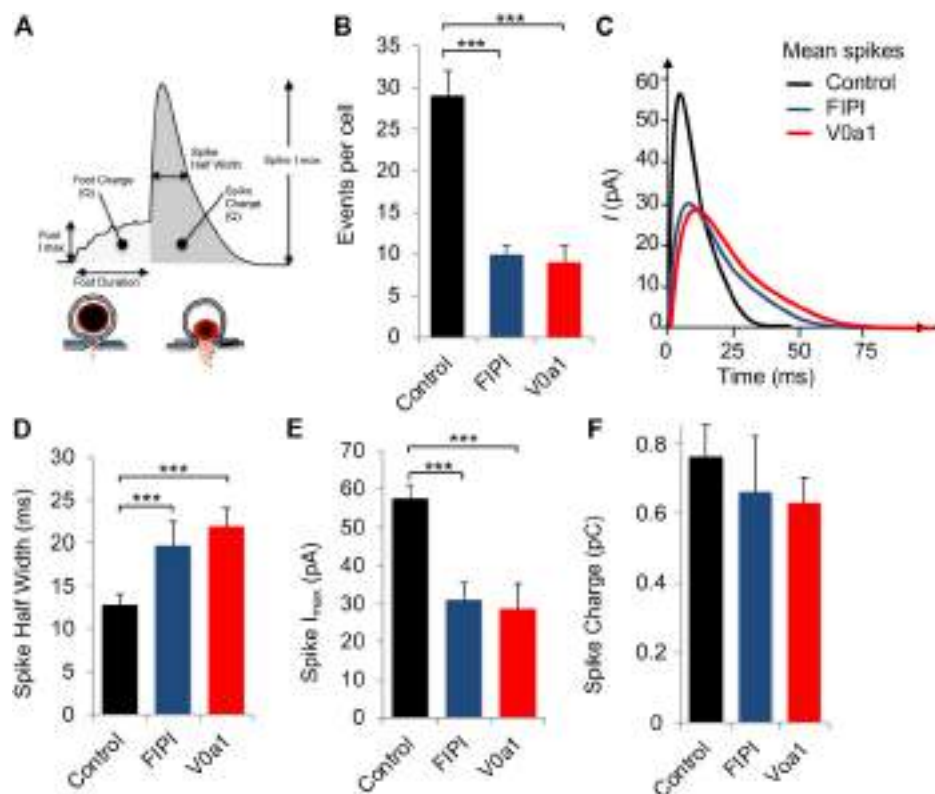 A
Spike
Half Width
Spike I max
Foot Charge
(Q)
Spike
Charge (Q)
Foot
I max
Foot Duration
B
***
***
Events per cell
35
30
25
20
15
10
5
0
Control
FIPI
V0a1
C
Mean spikes
Control
FIPI
V0a1
I (pA)
60
50
40
30
20
10
0
0
25
50
75
Time (ms)
D
***
***
Spike Half Width (ms)
30
25
20
15
10
5
0
Control
FIPI
V0a1
E
***
***
Spike Imax (pA)
70
60
50
40
30
20
10
0
Control
FIPI
V0a1
F
Spike Charge (pC)
0.8
0.6
0.4
0.2
0
Control
FIPI
Voa1